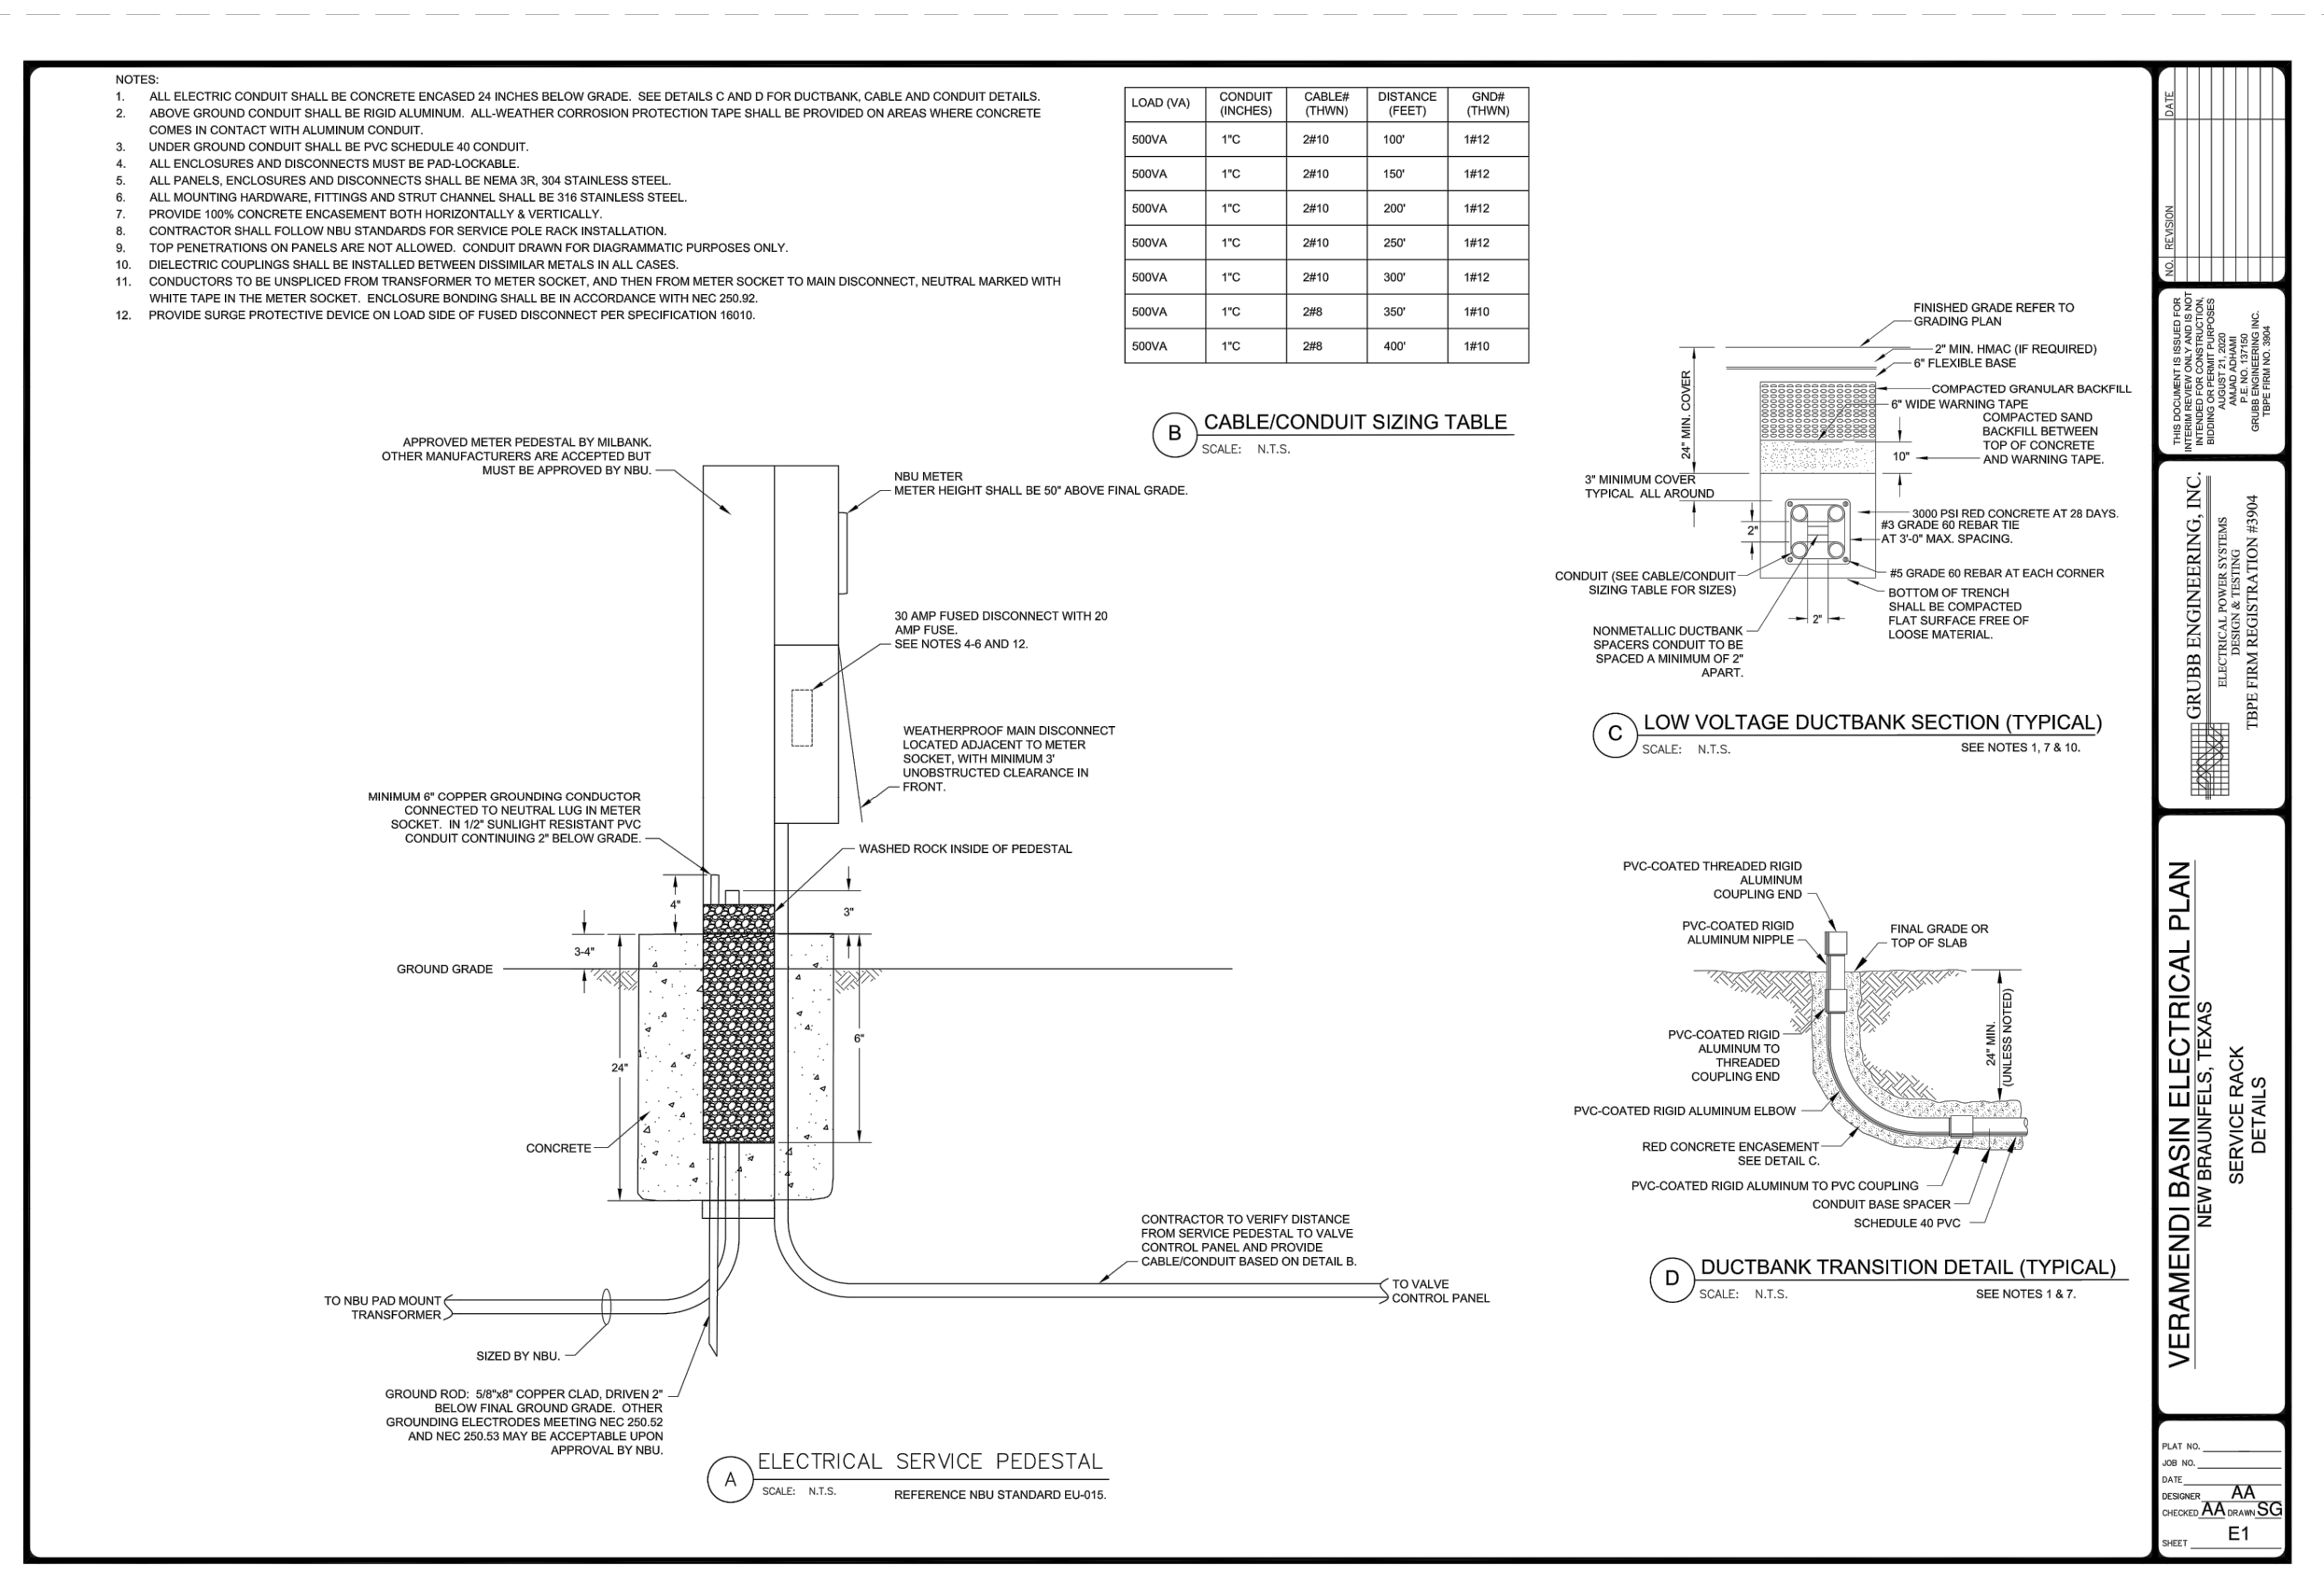 NOTES:
1. ALL ELECTRIC CONDUIT SHALL BE CONCRETE ENCASED 24 INCHES BELOW GRADE. SEE DETAILS C AND D FOR DUCTBANK, CABLE AND CONDUIT DETAILS.
2. ABOVE GROUND CONDUIT SHALL BE RIGID ALUMINUM. ALL-WEATHER CORROSION PROTECTION TAPE SHALL BE PROVIDED ON AREAS WHERE CONCRETE
COMES IN CONTACT WITH ALUMINUM CONDUIT.
3. UNDER GROUND CONDUIT SHALL BE PVC SCHEDULE 40 CONDUIT.
4. ALL ENCLOSURES AND DISCONNECTS MUST BE PAD-LOCKABLE.
5. ALL PANELS, ENCLOSURES AND DISCONNECTS SHALL BE NEMA 3R, 304 STAINLESS STEEL.
6. ALL MOUNTING HARDWARE, FITTINGS AND STRUT CHANNEL SHALL BE 316 STAINLESS STEEL.
7. PROVIDE 100% CONCRETE ENCASEMENT BOTH HORIZONTALLY & VERTICALLY.
8. CONTRACTOR SHALL FOLLOW NBU STANDARDS FOR SERVICE POLE RACK INSTALLATION.
9. TOP PENETRATIONS ON PANELS ARE NOT ALLOWED. CONDUIT DRAWN FOR DIAGRAMMATIC PURPOSES ONLY.
10. DIELECTRIC COUPLINGS SHALL BE INSTALLED BETWEEN DISSIMILAR METALS IN ALL CASES.
11. CONDUCTORS TO BE UNSPLICED FROM TRANSFORMER TO METER SOCKET, AND THEN FROM METER SOCKET TO MAIN DISCONNECT, NEUTRAL MARKED WITH
WHITE TAPE IN THE METER SOCKET. ENCLOSURE BONDING SHALL BE IN ACCORDANCE WITH NEC 250.92.
12. PROVIDE SURGE PROTECTIVE DEVICE ON LOAD SIDE OF FUSED DISCONNECT PER SPECIFICATION 16010.
LOAD (VA) CONDUIT (INCHES) CABLE# (THWN) DISTANCE (FEET) GND# (THWN)
500VA 1"C 2#10 100' 1#12
500VA 1"C 2#10 150' 1#12
500VA 1"C 2#10 200' 1#12
500VA 1"C 2#10 250' 1#12
500VA 1"C 2#10 300' 1#12
500VA 1"C 2#8 350' 1#10
500VA 1"C 2#8 400' 1#10
B CABLE/CONDUIT SIZING TABLE
SCALE: N.T.S.
APPROVED METER PEDESTAL BY MILBANK.
OTHER MANUFACTURERS ARE ACCEPTED BUT
MUST BE APPROVED BY NBU.
NBU METER
METER HEIGHT SHALL BE 50" ABOVE FINAL GRADE.
30 AMP FUSED DISCONNECT WITH 20
AMP FUSE.
SEE NOTES 4-6 AND 12.
WEATHERPROOF MAIN DISCONNECT
LOCATED ADJACENT TO METER
SOCKET, WITH MINIMUM 3'
UNOBSTRUCTED CLEARANCE IN
FRONT.
MINIMUM 6" COPPER GROUNDING CONDUCTOR
CONNECTED TO NEUTRAL LUG IN METER
SOCKET. IN 1/2" SUNLIGHT RESISTANT PVC
CONDUIT CONTINUING 2" BELOW GRADE.
WASHED ROCK INSIDE OF PEDESTAL
4"
3"
3-4"
GROUND GRADE
6"
24"
CONCRETE
CONTRACTOR TO VERIFY DISTANCE
FROM SERVICE PEDESTAL TO VALVE
CONTROL PANEL AND PROVIDE
CABLE/CONDUIT BASED ON DETAIL B.
TO VALVE
CONTROL PANEL
TO NBU PAD MOUNT
TRANSFORMER
SIZED BY NBU.
GROUND ROD: 5/8"x8" COPPER CLAD, DRIVEN 2"
BELOW FINAL GROUND GRADE. OTHER
GROUNDING ELECTRODES MEETING NEC 250.52
AND NEC 250.53 MAY BE ACCEPTABLE UPON
APPROVAL BY NBU.
A ELECTRICAL SERVICE PEDESTAL
SCALE: N.T.S. REFERENCE NBU STANDARD EU-015.
FINISHED GRADE REFER TO
GRADING PLAN
2" MIN. HMAC (IF REQUIRED)
6" FLEXIBLE BASE
COMPACTED GRANULAR BACKFILL
6" WIDE WARNING TAPE
COMPACTED SAND
BACKFILL BETWEEN
TOP OF CONCRETE
AND WARNING TAPE.
24" MIN. COVER
10"
3" MINIMUM COVER
TYPICAL ALL AROUND
3000 PSI RED CONCRETE AT 28 DAYS.
#3 GRADE 60 REBAR TIE
AT 3'-0" MAX. SPACING.
2"
CONDUIT (SEE CABLE/CONDUIT
SIZING TABLE FOR SIZES)
#5 GRADE 60 REBAR AT EACH CORNER
BOTTOM OF TRENCH
SHALL BE COMPACTED
FLAT SURFACE FREE OF
LOOSE MATERIAL.
2"
NONMETALLIC DUCTBANK
SPACERS CONDUIT TO BE
SPACED A MINIMUM OF 2"
APART.
C LOW VOLTAGE DUCTBANK SECTION (TYPICAL)
SCALE: N.T.S. SEE NOTES 1, 7 & 10.
PVC-COATED THREADED RIGID
ALUMINUM
COUPLING END
PVC-COATED RIGID
ALUMINUM NIPPLE
FINAL GRADE OR
TOP OF SLAB
PVC-COATED RIGID
ALUMINUM TO
THREADED
COUPLING END
24" MIN.
(UNLESS NOTED)
PVC-COATED RIGID ALUMINUM ELBOW
RED CONCRETE ENCASEMENT
SEE DETAIL C.
PVC-COATED RIGID ALUMINUM TO PVC COUPLING
CONDUIT BASE SPACER
SCHEDULE 40 PVC
D DUCTBANK TRANSITION DETAIL (TYPICAL)
SCALE: N.T.S. SEE NOTES 1 & 7.
NO. REVISION DATE
THIS DOCUMENT IS ISSUED FOR
INTERIM REVIEW ONLY AND IS NOT
INTENDED FOR CONSTRUCTION,
BIDDING OR PERMIT PURPOSES
AUGUST 21, 2020
AMJAD ADHAMI
P.E. NO. 137150
GRUBB ENGINEERING INC.
TBPE FIRM NO. 3904
GRUBB ENGINEERING, INC.
ELECTRICAL POWER SYSTEMS
DESIGN & TESTING
TBPE FIRM REGISTRATION #3904
VERAMENDI BASIN ELECTRICAL PLAN
NEW BRAUNFELS, TEXAS
SERVICE RACK
DETAILS
PLAT NO.
JOB NO.
DATE
DESIGNER AA
CHECKED AA DRAWN SG
SHEET E1